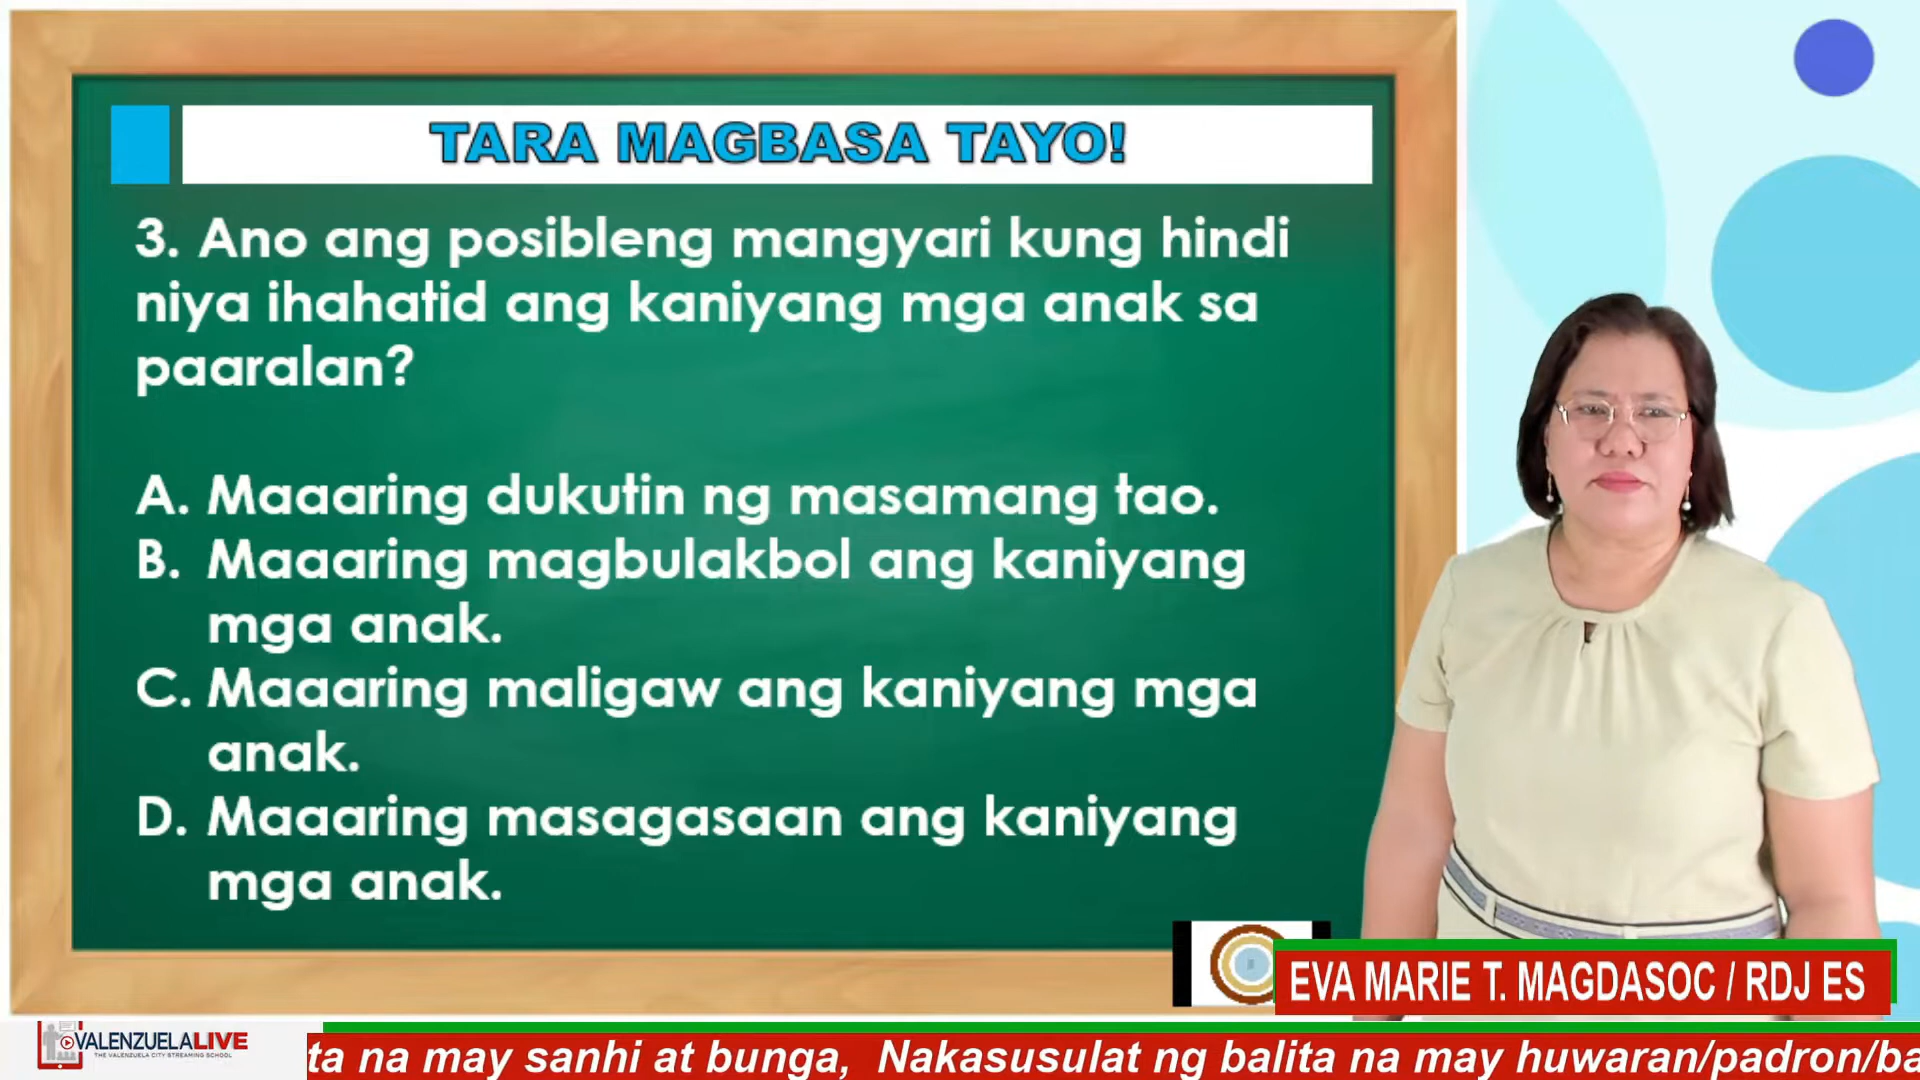 TARA MAGBASA TAYO!
3. Ano ang posibleng mangyari kung hindi
niya ihahatid ang kaniyang mga anak sa
paaralan?
A. Maaaring dukutin ng masamang tao.
B. Maaaring magbulakbol ang kaniyang
mga anak.
C. Maaaring maligaw ang kaniyang mga
anak.
D. Maaaring masagasaan ang kaniyang
mga anak.
EVA MARIE T. MAGDASOC / RDJ ES
VALENZUELALIVE
THE VALENZUELA CITY STREAMING SCHOOL
ta na may sanhi at bunga, Nakasusulat ng balita na may huwaran/padron/ba